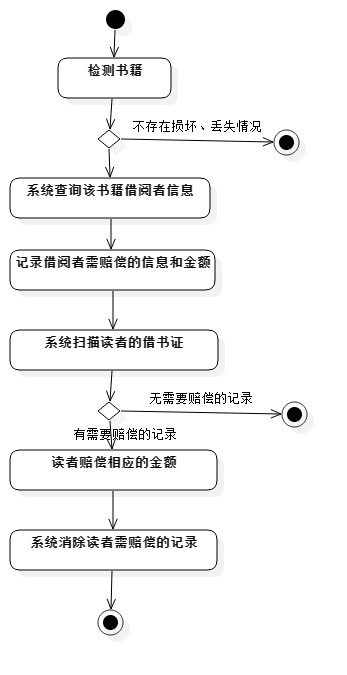 检测书籍
不存在损坏、丢失情况
系统查询该书籍借阅者信息
记录借阅者需赔偿的信息和金额
系统扫描读者的借书证
无需要赔偿的记录
有需要赔偿的记录
读者赔偿相应的金额
系统消除读者需赔偿的记录